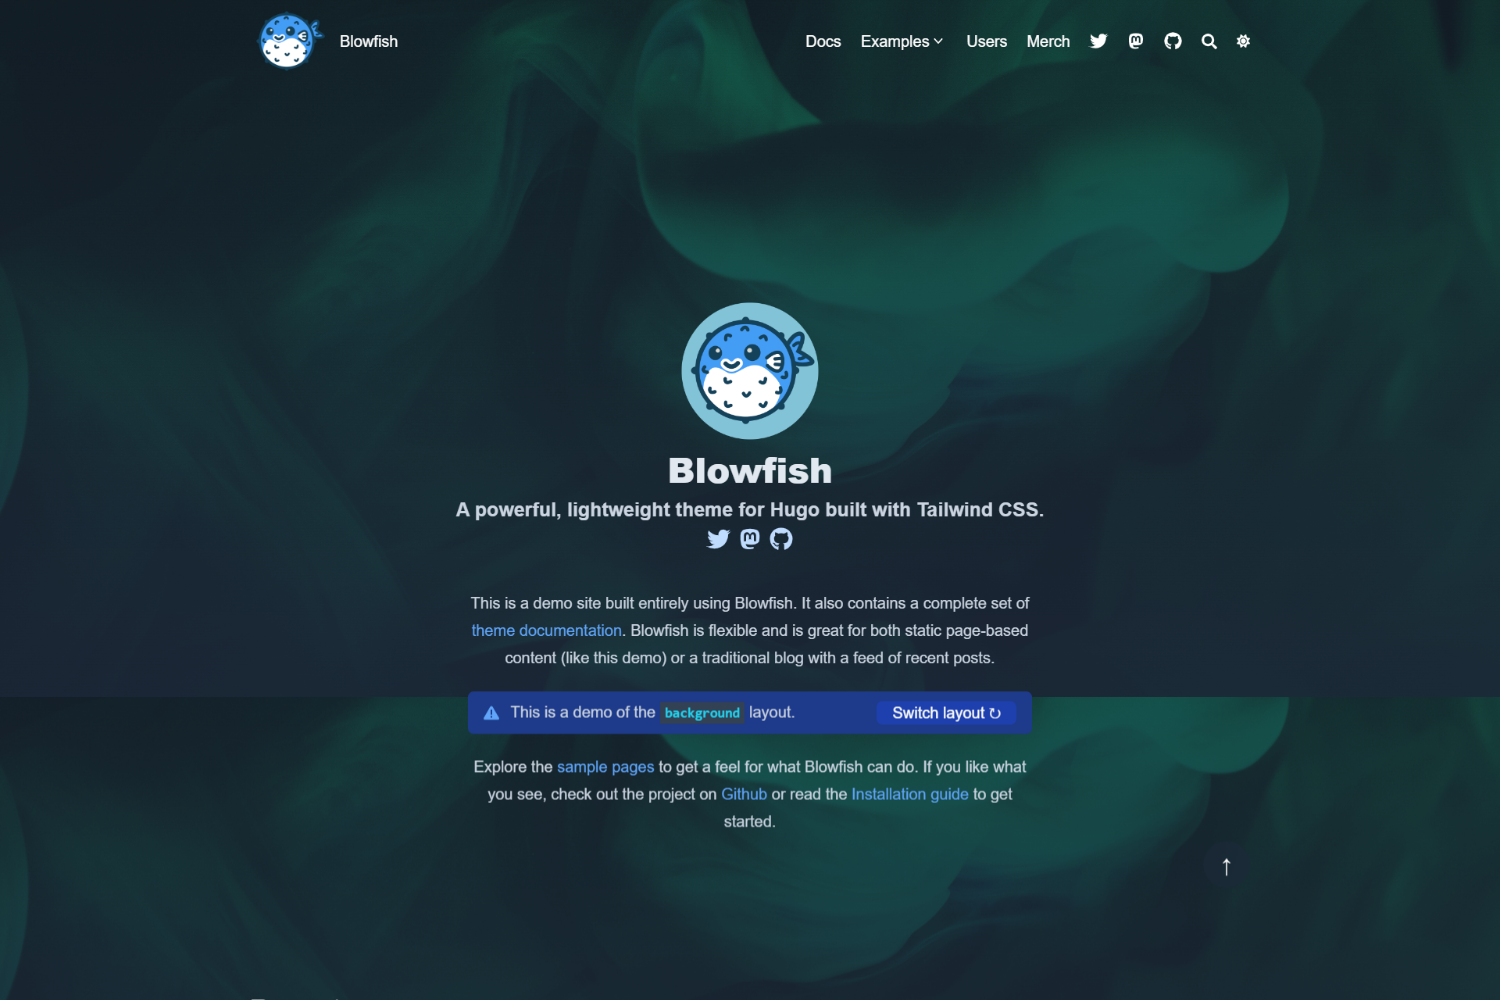 Blowfish
Docs Examples Users Merch
Blowfish
A powerful, lightweight theme for Hugo built with Tailwind CSS.
This is a demo site built entirely using Blowfish. It also contains a complete set of
theme documentation. Blowfish is flexible and is great for both static page-based
content (like this demo) or a traditional blog with a feed of recent posts.
This is a demo of the background layout. Switch layout ↻
Explore the sample pages to get a feel for what Blowfish can do. If you like what
you see, check out the project on Github or read the Installation guide to get
started.
↑